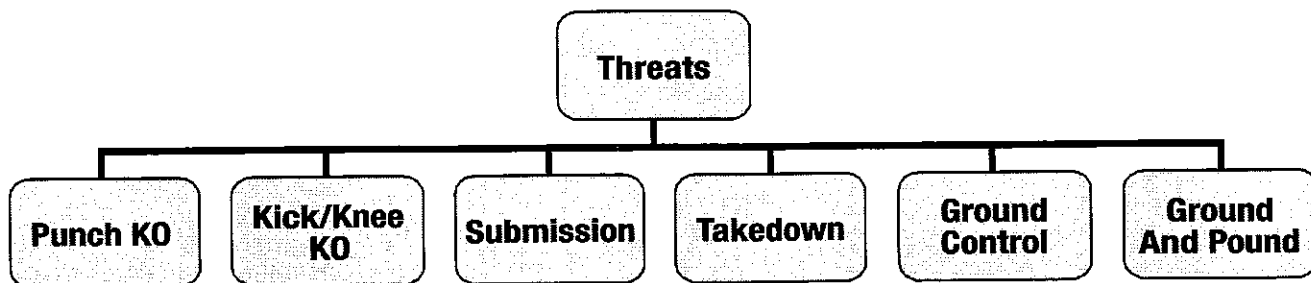 Threats
Punch KO
Kick/Knee
KO
Submission
Takedown
Ground
Control
Ground
And Pound